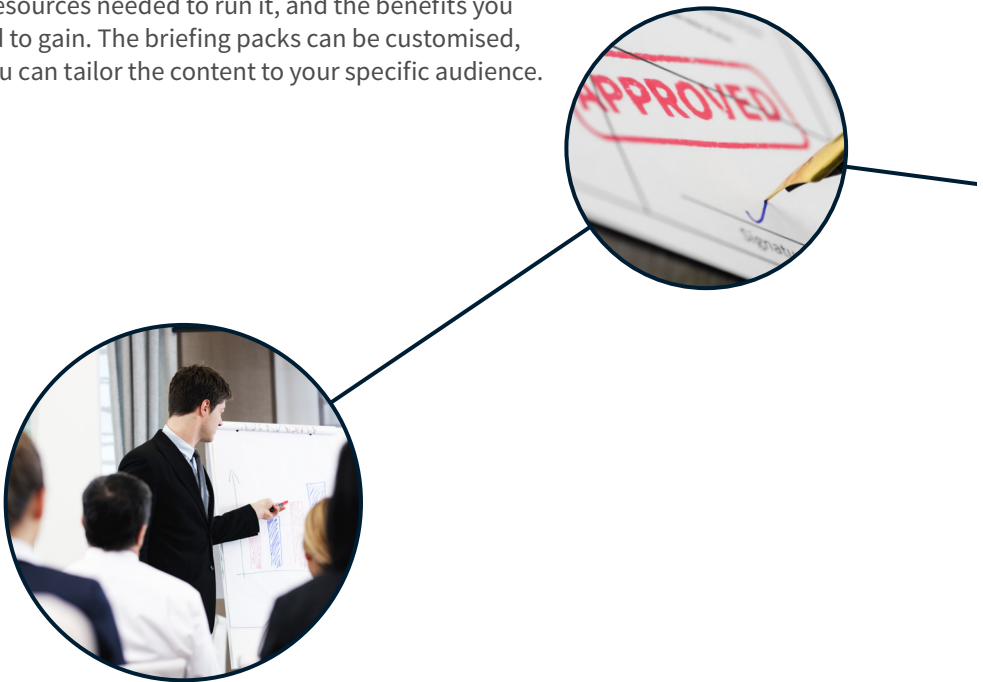 esources needed to run it, and the benefits you
d to gain. The briefing packs can be customised,
u can tailor the content to your specific audience.
APPROVED
signatu